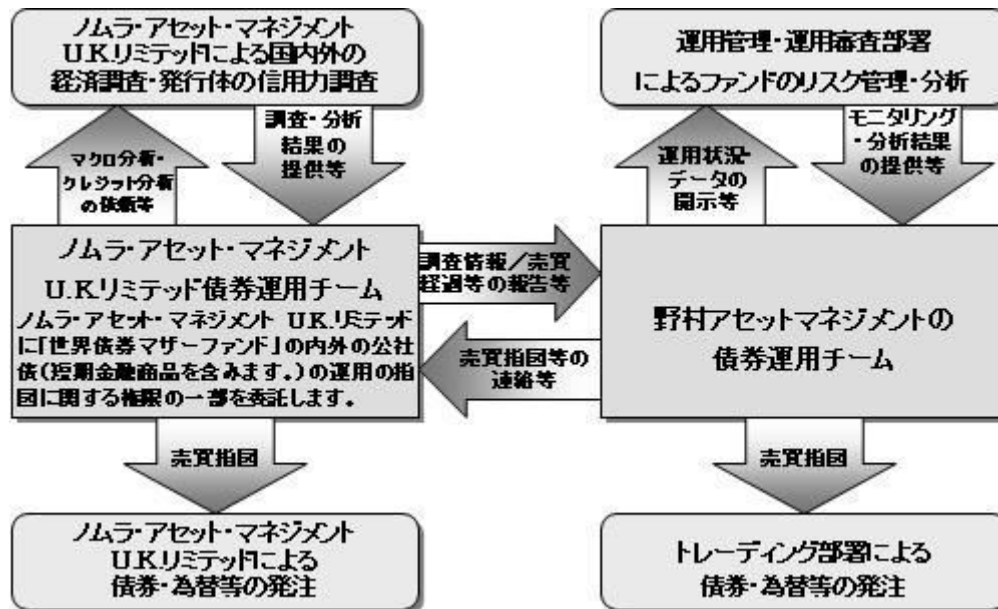 ノムラ・アセット・マネジメント
U.K.リミテッドによる国内外の
経済調査・発行体の信用力調査
運用管理・運用審査部署
によるファンドのリスク管理・分析
マクロ分析・
クレジット分析
の依頼等
調査・分析
結果の
提供等
運用状況・
データの
開示等
モニタリング
・分析結果
の提供等
ノムラ・アセット・マネジメント
U.K.リミテッド債券運用チーム
ノムラ・アセット・マネジメント U.K.リミテッド
に「世界債券マザーファンド」の内外の公社
債(短期金融商品を含みます。)の運用の指
図に関する権限の一部を委託します。
調査情報/売買
経過等の報告等
売買指図等の
連絡等
野村アセットマネジメントの
債券運用チーム
売買指図
売買指図
ノムラ・アセット・マネジメント
U.K.リミテッドによる
債券・為替等の発注
トレーディング部署による
債券・為替等の発注